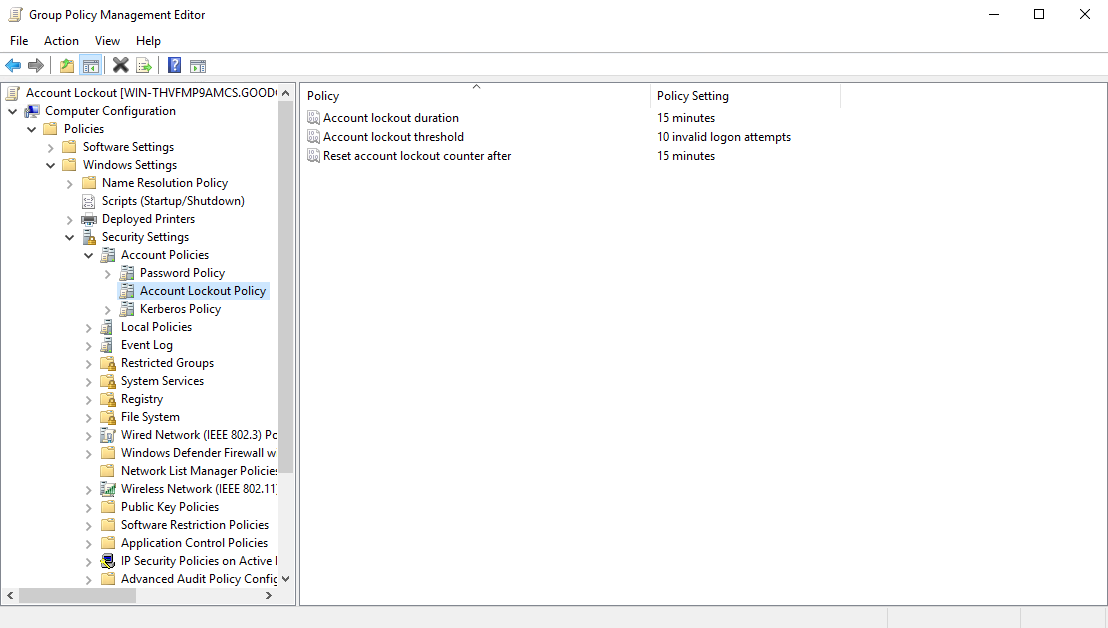 Group Policy Management Editor
File Action View Help
Account Lockout [WIN-THVFMP9AMCS.GOOD
Computer Configuration
Policies
Software Settings
Windows Settings
Name Resolution Policy
Scripts (Startup/Shutdown)
Deployed Printers
Security Settings
Account Policies
Password Policy
Account Lockout Policy
Kerberos Policy
Local Policies
Event Log
Restricted Groups
System Services
Registry
File System
Wired Network (IEEE 802.3) Po
Windows Defender Firewall w
Network List Manager Policies
Wireless Network (IEEE 802.11)
Public Key Policies
Software Restriction Policies
Application Control Policies
IP Security Policies on Active
Advanced Audit Policy Config
Policy Policy Setting
Account lockout duration 15 minutes
Account lockout threshold 10 invalid logon attempts
Reset account lockout counter after 15 minutes